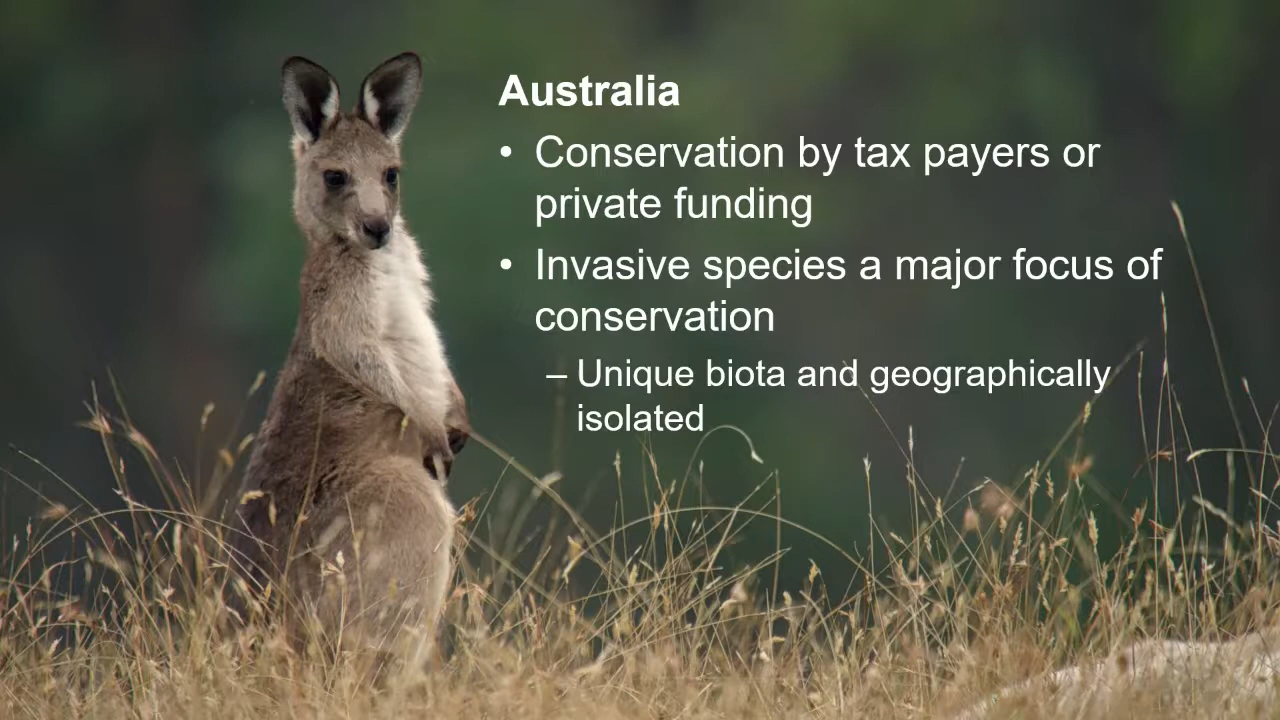 Australia
• Conservation by tax payers or
private funding
• Invasive species a major focus of
conservation
– Unique biota and geographically
isolated